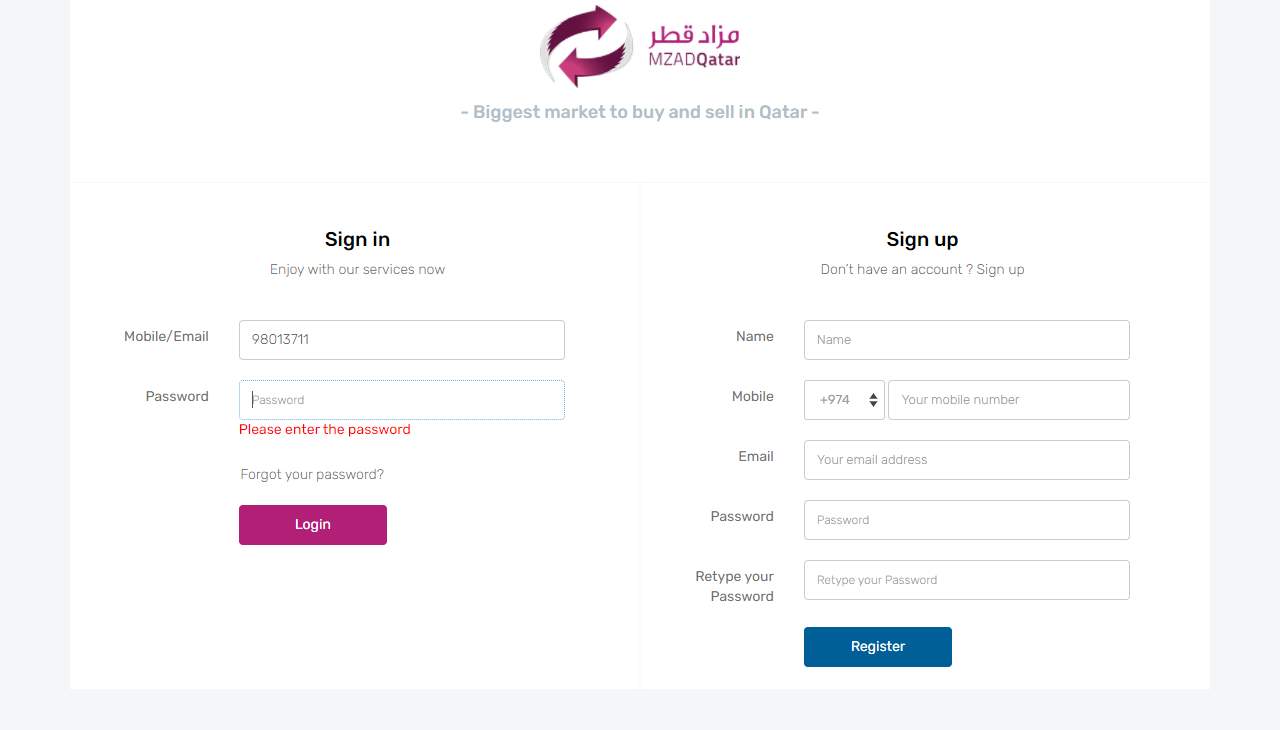 مزاد قطر
MZADQatar
- Biggest market to buy and sell in Qatar -
Sign in
Enjoy with our services now
Mobile/Email
98013711
Password
Password
Please enter the password
Forgot your password?
Login
Sign up
Don't have an account ? Sign up
Name
Name
Mobile
+974
Your mobile number
Email
Your email address
Password
Password
Retype your
Password
Retype your Password
Register